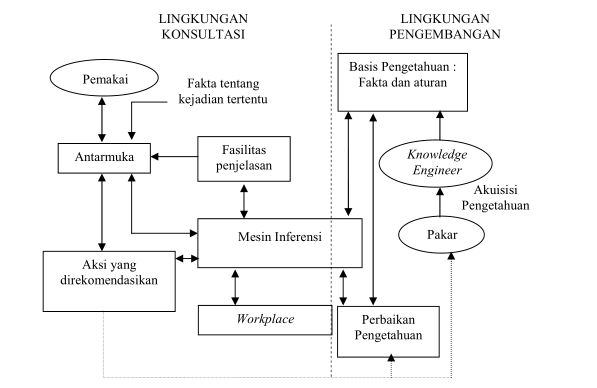 LINGKUNGAN
KONSULTASI
LINGKUNGAN
PENGEMBANGAN
Pemakai
Fakta tentang
kejadian tertentu
Basis Pengetahuan :
Fakta dan aturan
Antarmuka
Fasilitas
penjelasan
Knowledge
Engineer
Akuisisi
Pengetahuan
Mesin Inferensi
Pakar
Aksi yang
direkomendasikan
Workplace
Perbaikan
Pengetahuan